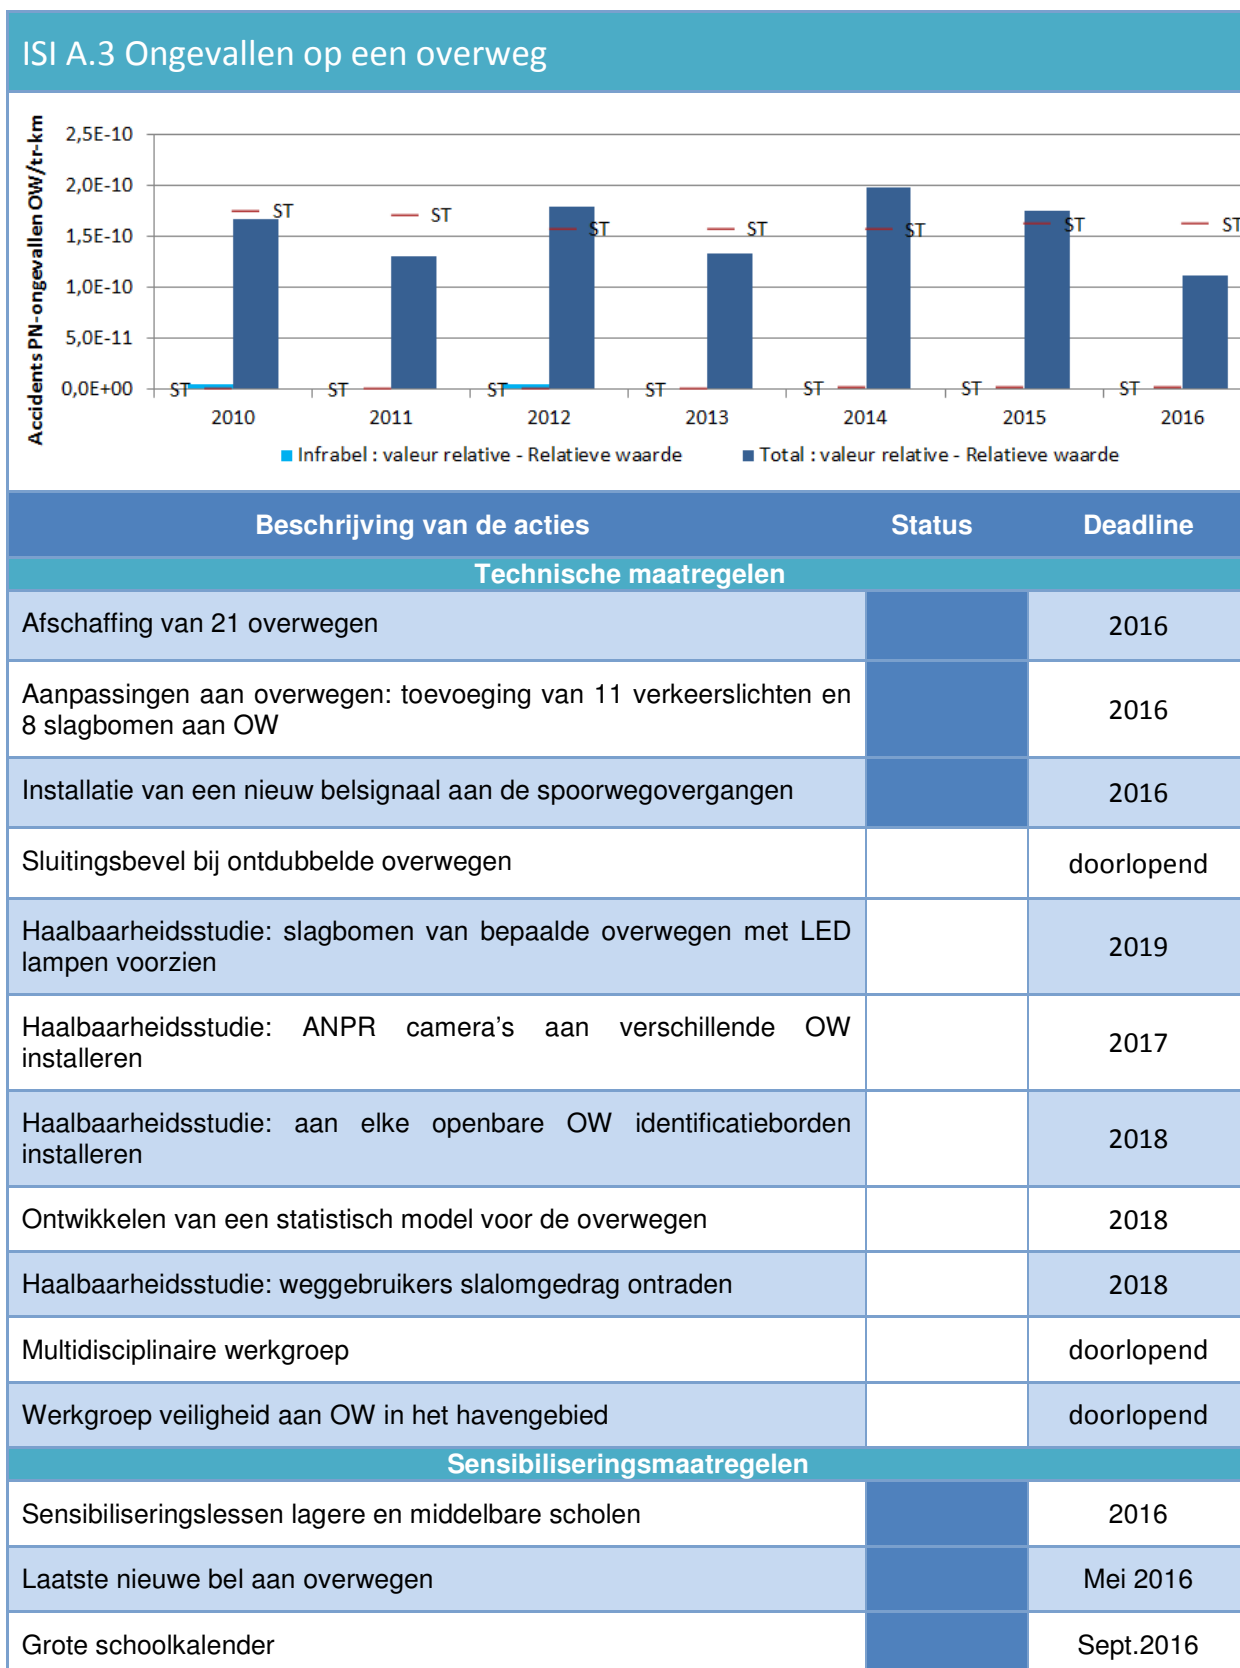 ISI A.3 Ongevallen op een overweg
Accidents PN-ongevallen OW/tr-km
2,5E-10
2,0E-10
1,5E-10
1,0E-10
5,0E-11
0,0E+00
ST ST ST ST ST ST ST
ST ST ST ST ST ST ST
2010 2011 2012 2013 2014 2015 2016
Infrabel : valeur relative - Relatieve waarde Total : valeur relative - Relatieve waarde
Beschrijving van de acties Status Deadline
Technische maatregelen
Afschaffing van 21 overwegen 2016
Aanpassingen aan overwegen: toevoeging van 11 verkeerslichten en
8 slagbomen aan OW 2016
Installatie van een nieuw belsignaal aan de spoorwegovergangen 2016
Sluitingsbevel bij ontdubbelde overwegen doorlopend
Haalbaarheidsstudie: slagbomen van bepaalde overwegen met LED
lampen voorzien 2019
Haalbaarheidsstudie: ANPR camera's aan verschillende OW
installeren 2017
Haalbaarheidsstudie: aan elke openbare OW identificatieborden
installeren 2018
Ontwikkelen van een statistisch model voor de overwegen 2018
Haalbaarheidsstudie: weggebruikers slalomgedrag ontraden 2018
Multidisciplinaire werkgroep doorlopend
Werkgroep veiligheid aan OW in het havengebied doorlopend
Sensibiliseringsmaatregelen
Sensibiliseringslessen lagere en middelbare scholen 2016
Laatste nieuwe bel aan overwegen Mei 2016
Grote schoolkalender Sept.2016